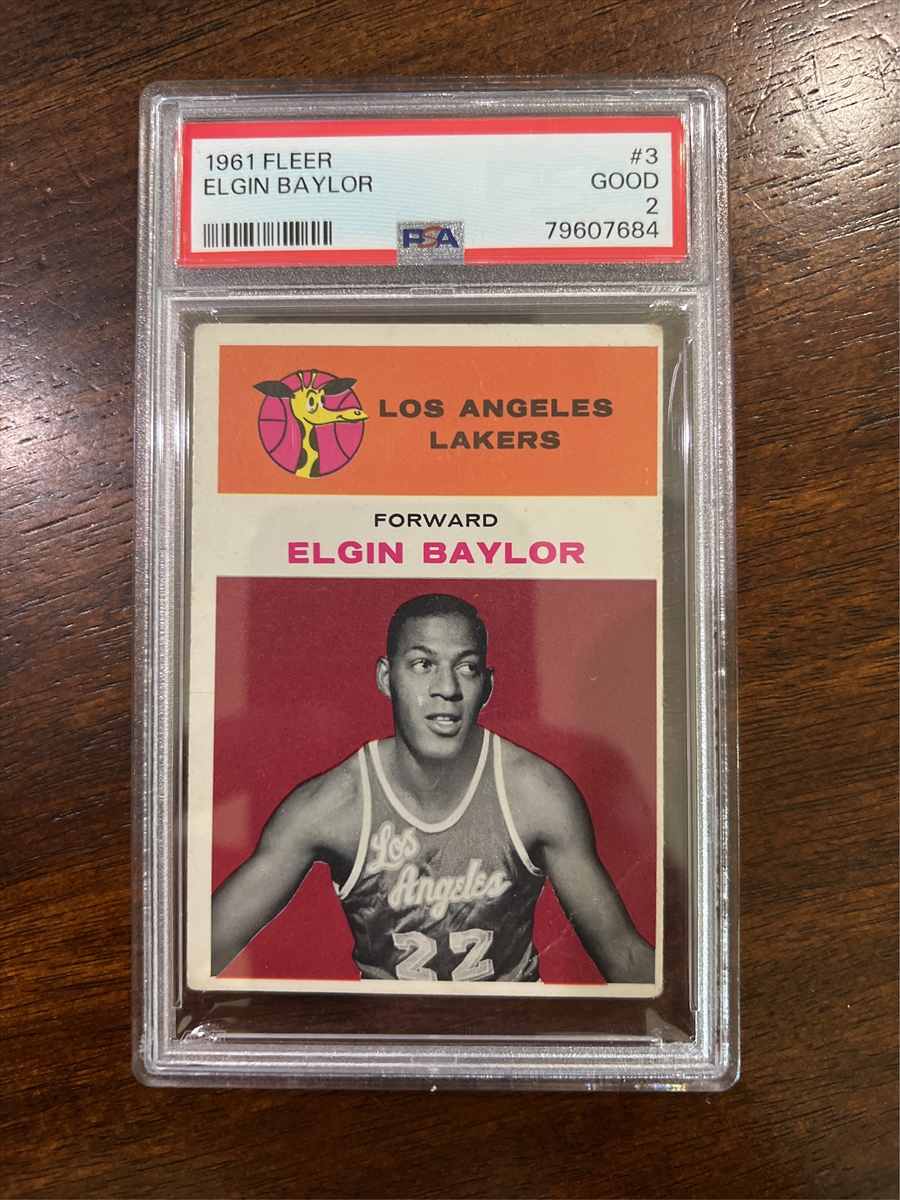 1961 FLEER
ELGIN BAYLOR
#3
GOOD
2
79607684
PSA
LOS ANGELES
LAKERS
FORWARD
ELGIN BAYLOR
Los
Angeles
22